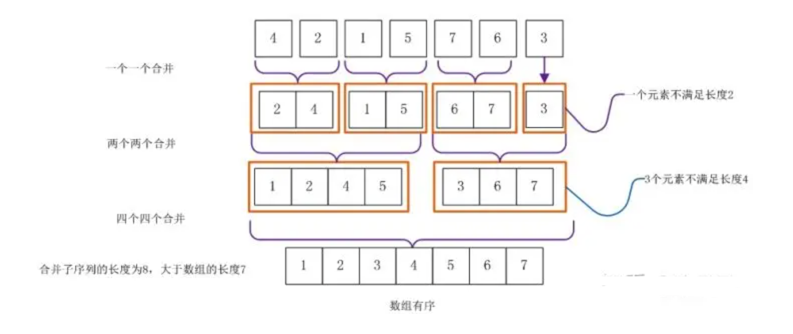 4 2 1 5 7 6 3
一个一个合并
2 4 1 5 6 7 3
一个元素不满足长度2
两个两个合并
1 2 4 5 3 6 7
3个元素不满足长度4
四个四个合并
合并子序列的长度为8，大于数组的长度7
1 2 3 4 5 6 7
数组有序